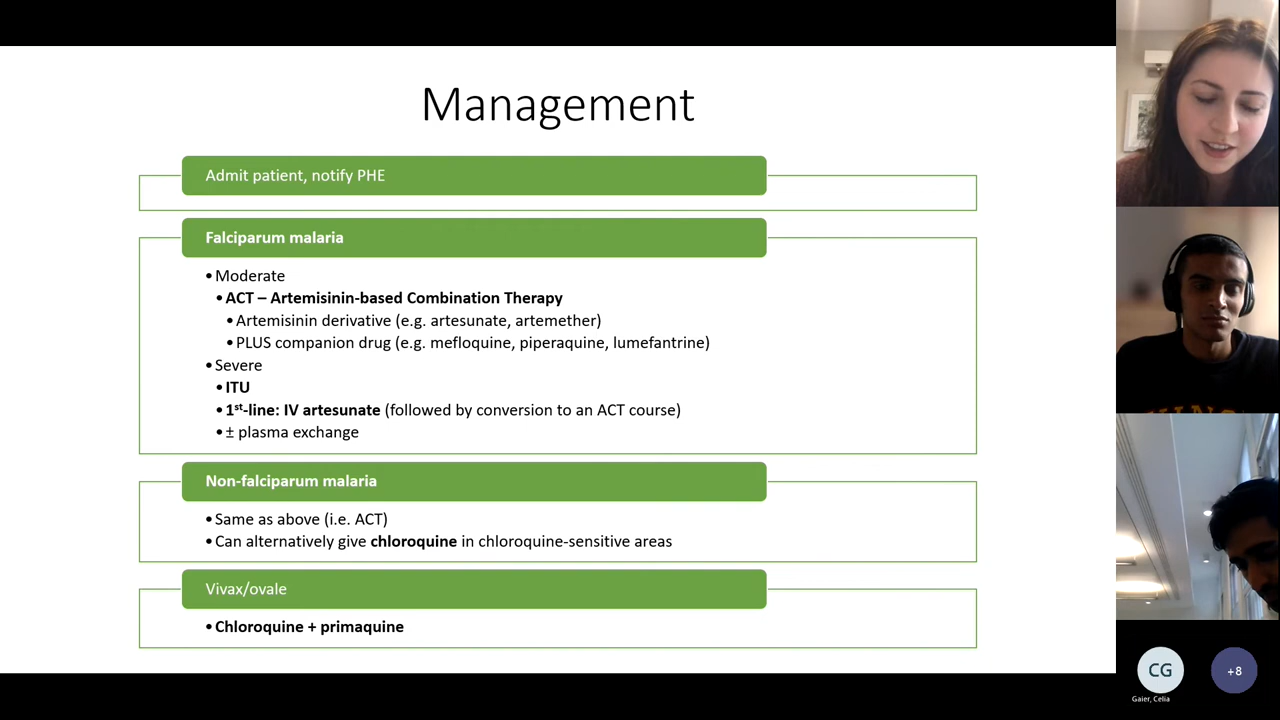 Management
Admit patient, notify PHE
Falciparum malaria
•Moderate
•ACT – Artemisinin-based Combination Therapy
•Artemisinin derivative (e.g. artesunate, artemether)
•PLUS companion drug (e.g. mefloquine, piperaquine, lumefantrine)
•Severe
•ITU
•1st-line: IV artesunate (followed by conversion to an ACT course)
•± plasma exchange
Non-falciparum malaria
•Same as above (i.e. ACT)
•Can alternatively give chloroquine in chloroquine-sensitive areas
Vivax/ovale
•Chloroquine + primaquine
CG
+8
Gaier, Celia